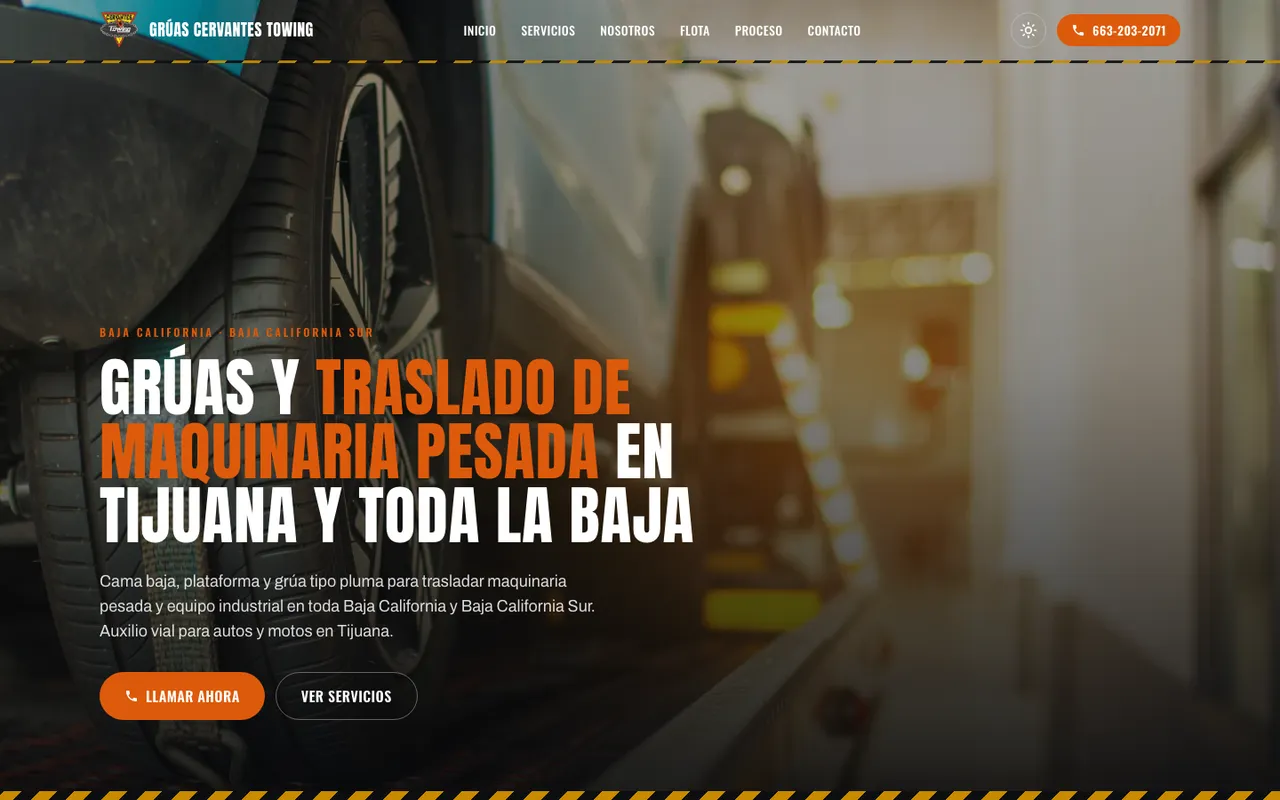 CERVANTES
Towing
GRÚAS CERVANTES TOWING
INICIO
SERVICIOS
NOSOTROS
FLOTA
PROCESO
CONTACTO
663-203-2071
BAJA CALIFORNIA · BAJA CALIFORNIA SUR
GRÚAS Y TRASLADO DE
MAQUINARIA PESADA EN
TIJUANA Y TODA LA BAJA
Cama baja, plataforma y grúa tipo pluma para trasladar maquinaria
pesada y equipo industrial en toda Baja California y Baja California Sur.
Auxilio vial para autos y motos en Tijuana.
LLAMAR AHORA
VER SERVICIOS